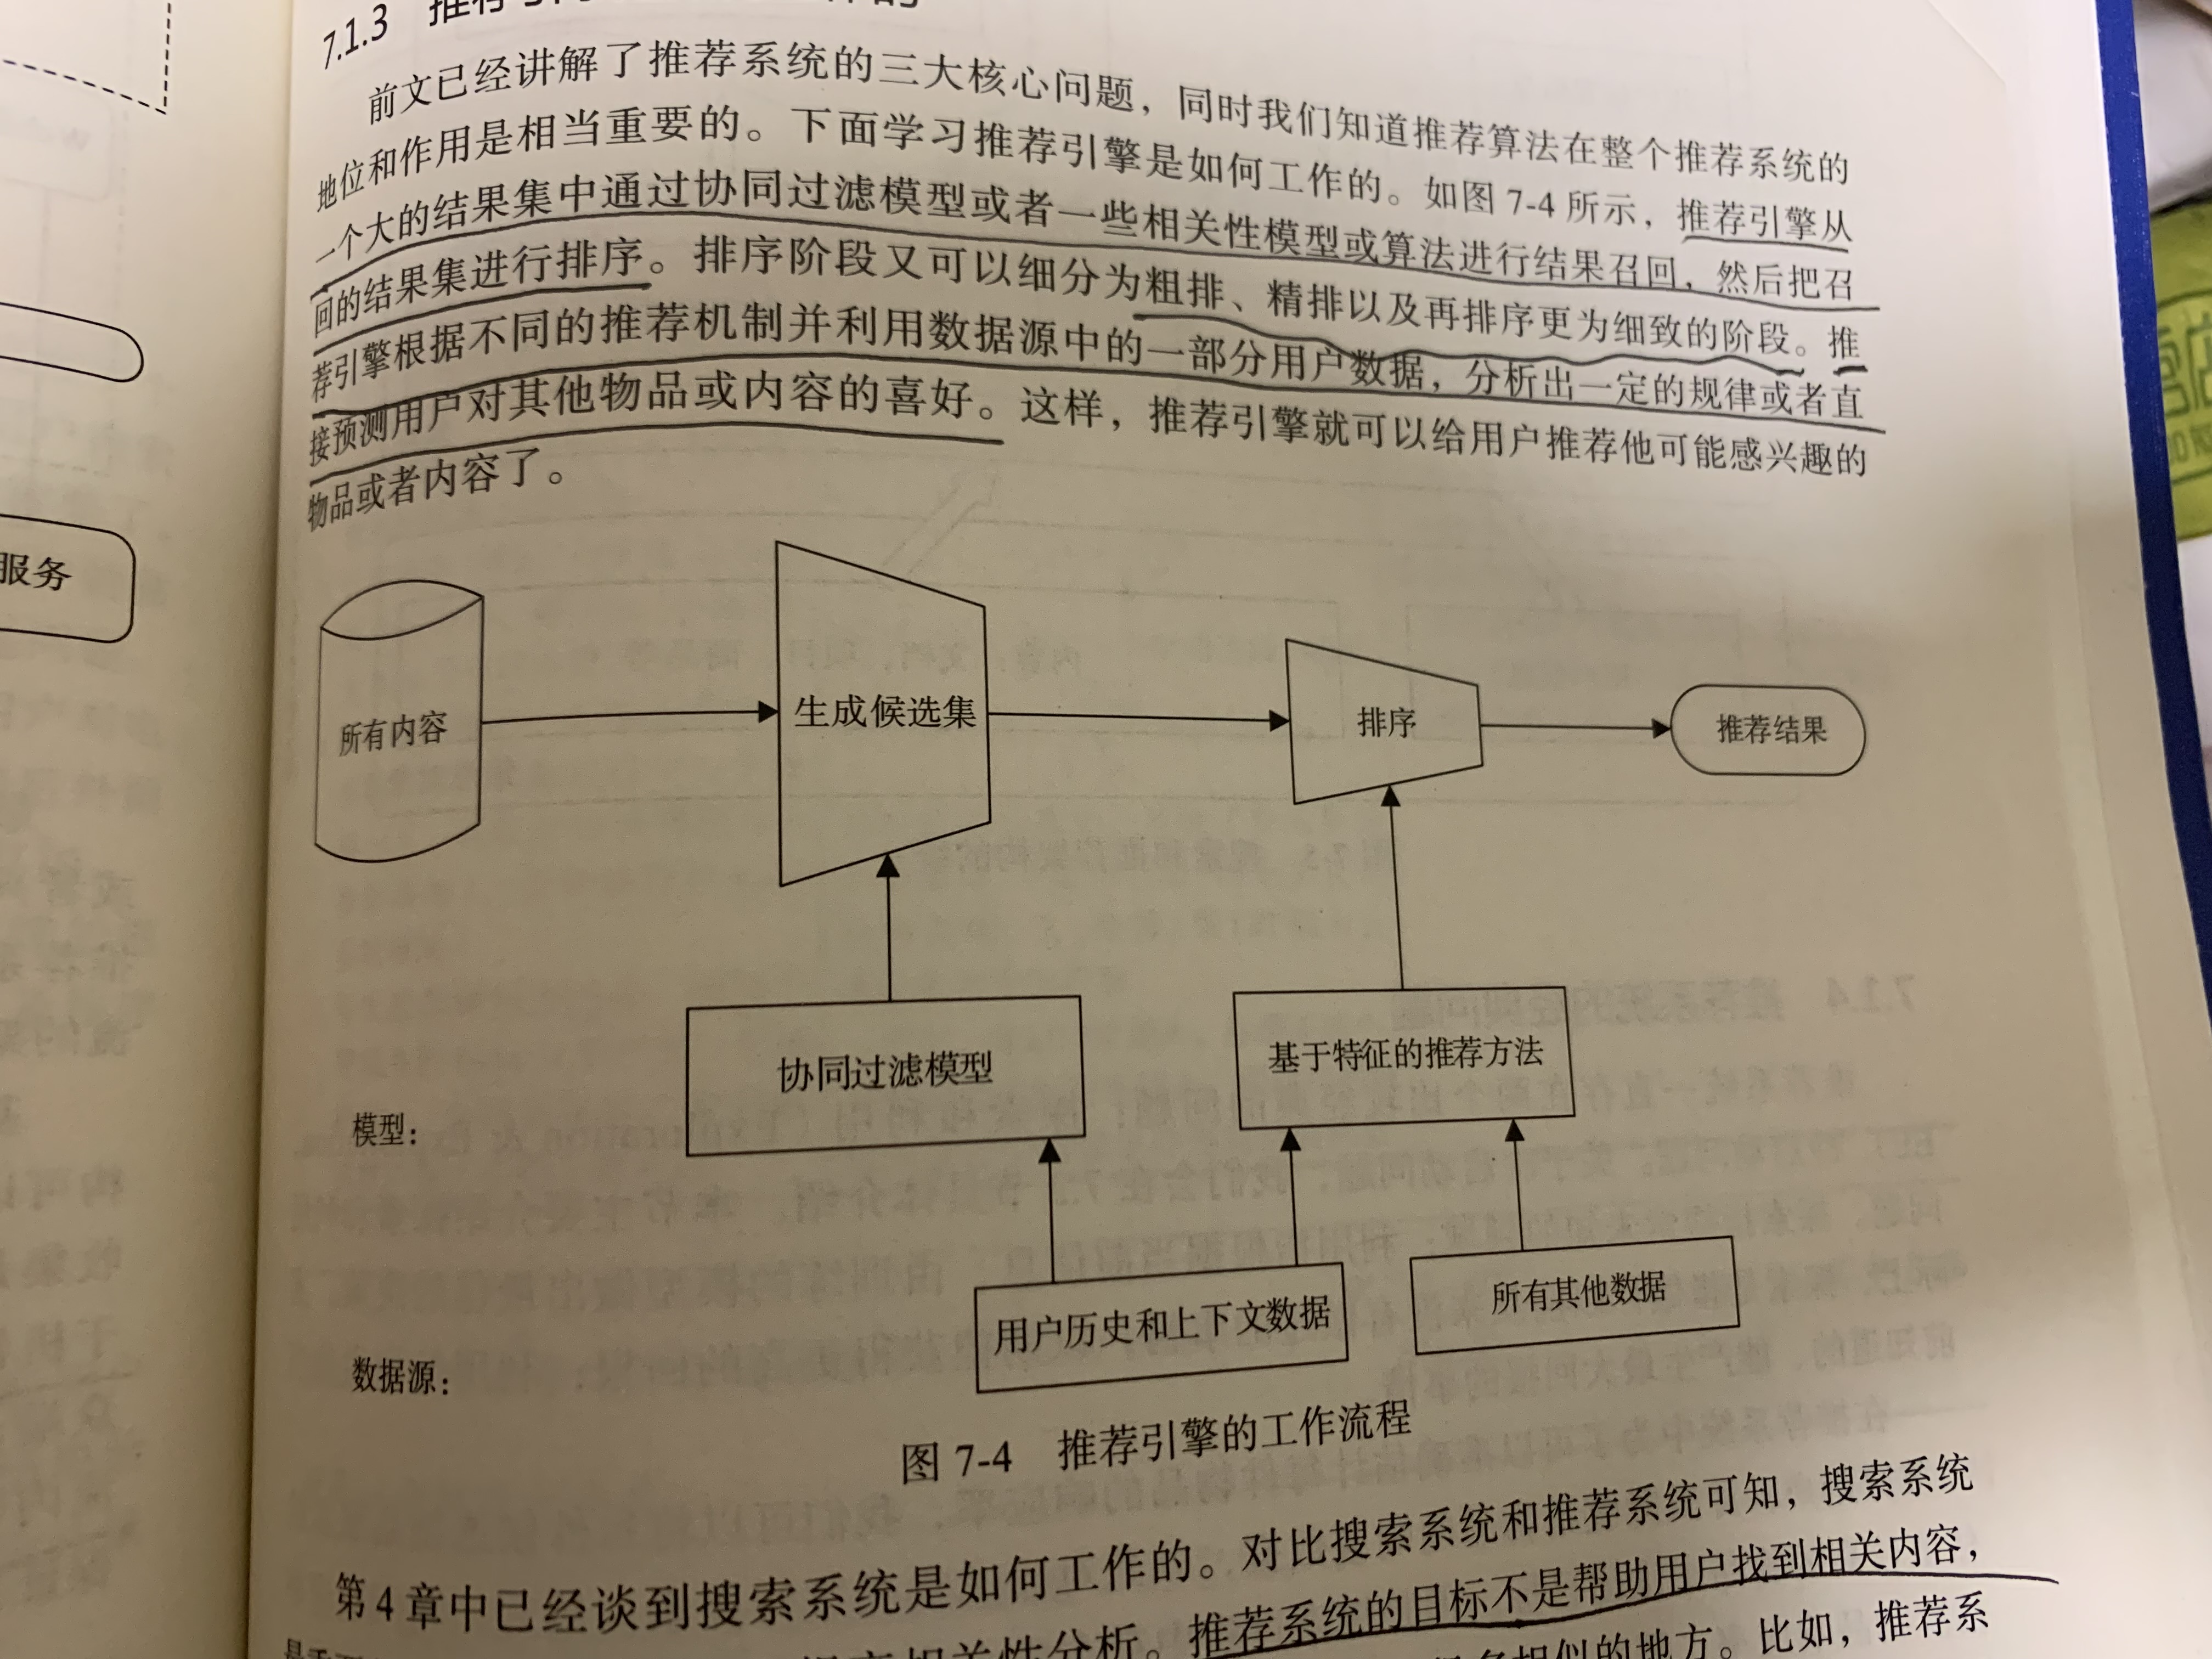 服务
7.1.3 推荐引
前文已经讲解了推荐系统的三大核心问题，同时我们知道推荐算法在整个推荐系统的
地位和作用是相当重要的。下面学习推荐引擎是如何工作的。如图 7-4 所示，推荐引擎从
一个大的结果集中通过协同过滤模型或者一些相关性模型或算法进行结果召回，然后把召
回的结果集进行排序。排序阶段又可以细分为粗排、精排以及再排序更为细致的阶段。推
荐引擎根据不同的推荐机制并利用数据源中的一部分用户数据，分析出一定的规律或者直
接预测用户对其他物品或内容的喜好。这样，推荐引擎就可以给用户推荐他可能感兴趣的
物品或者内容了。
所有内容
生成候选集
排序
推荐结果
模型：
协同过滤模型
基于特征的推荐方法
数据源：
用户历史和上下文数据
所有其他数据
图 7-4 推荐引擎的工作流程
第 4 章中已经谈到搜索系统是如何工作的。对比搜索系统和推荐系统可知，搜索系统
相关性分析。推荐系统的目标不是帮助用户找到相关内容，
相似的地方。比如，推荐系